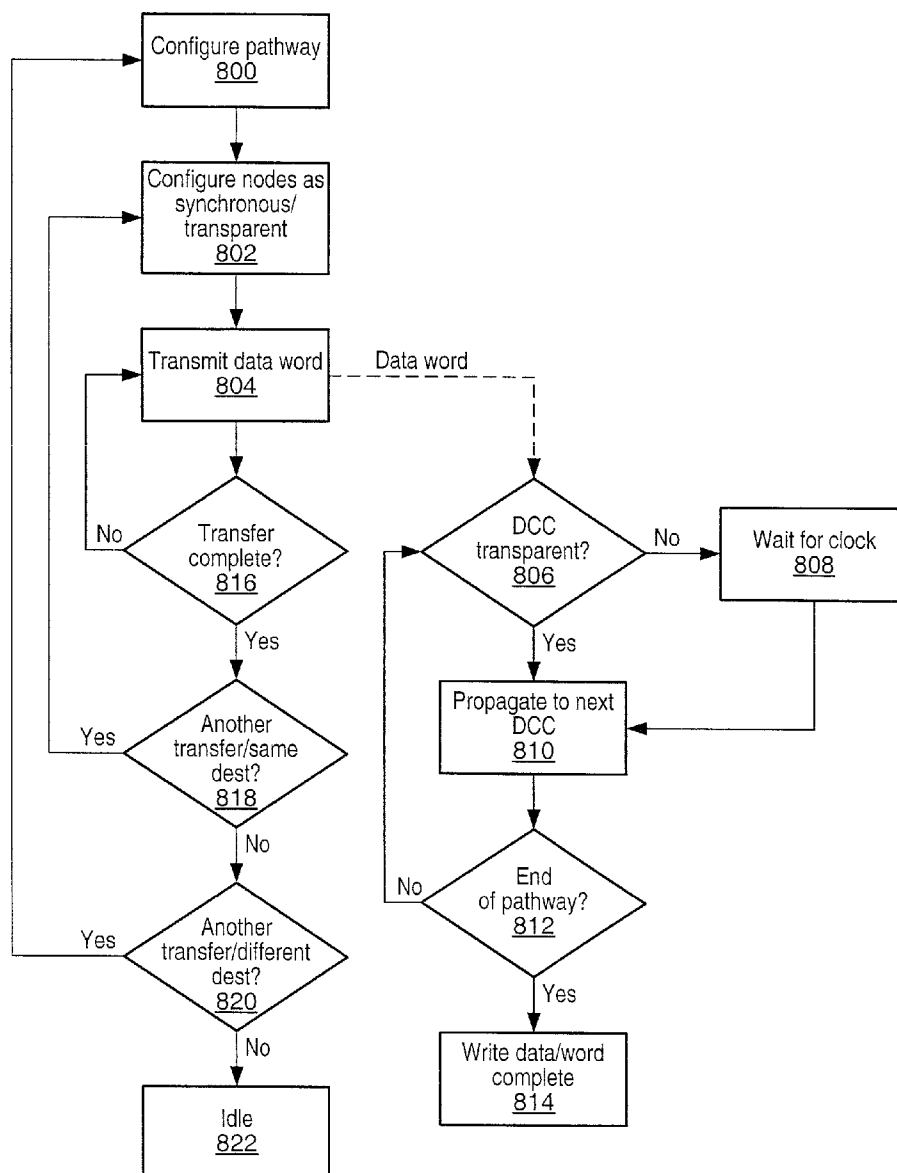 Configure pathway
800
Configure nodes as
synchronous/
transparent
802
Transmit data word
804
Data word
No
Transfer
complete?
816
Yes
DCC
transparent?
806
No
Wait for clock
808
Yes
Propagate to next
DCC
810
Yes
Another
transfer/same
dest?
818
No
No
End
of pathway?
812
Yes
Yes
Another
transfer/different
dest?
820
No
Write data/word
complete
814
Idle
822